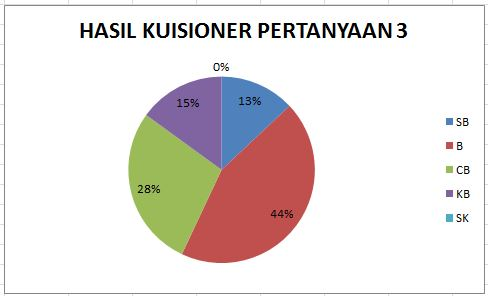 HASIL KUISIONER PERTANYAAN 3
0%
13%
15%
28%
44%
SB
B
CB
KB
SK